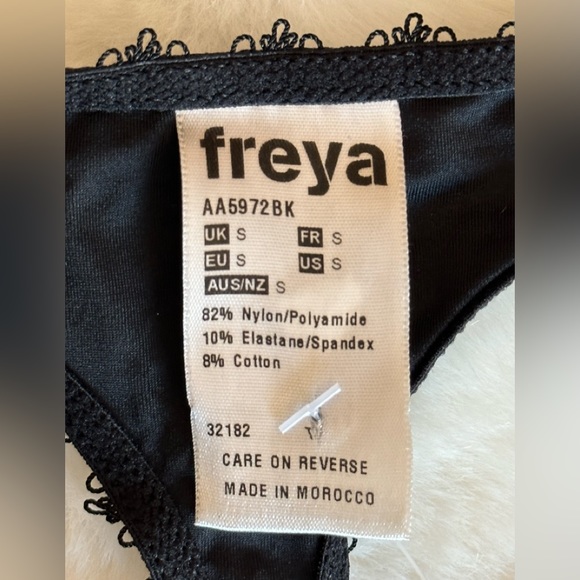 freya
AA5972BK
UK S FR S
EU S US S
AUS/NZ S
82% Nylon/Polyamide
10% Elastane/Spandex
8% Cotton
32182
CARE ON REVERSE
MADE IN MOROCCO